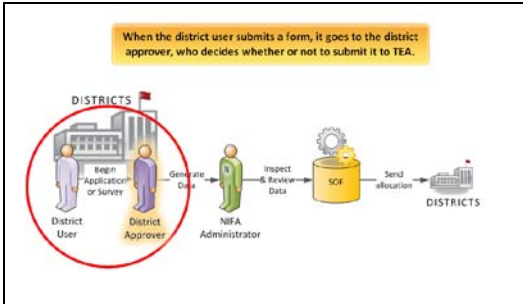 When the district user submits a form, it goes to the district
approver, who decides whether or not to submit it to TEA.
DISTRICTS
Begin
Application
or Survey
Generate
Data
N
Inspect
& Review
Data
SOF
Send
allocation
DISTRICTS
District
User
District
Approver
NIFA
Administrator